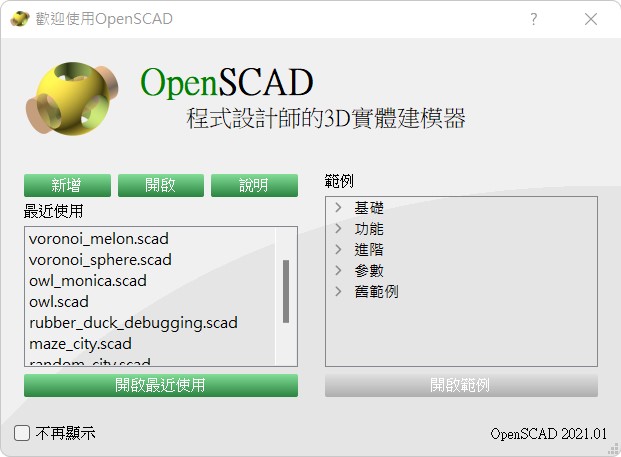 歡迎使用OpenSCAD
OpenSCAD
程式設計師的3D實體建模器
新增 開啟 說明
最近使用
voronoi_melon.scad
voronoi_sphere.scad
owl_monica.scad
owl.scad
rubber_duck_debugging.scad
maze_city.scad
random_city.scad
開啟最近使用
範例
基礎
功能
進階
參數
舊範例
開啟範例
不再顯示
OpenSCAD 2021.01